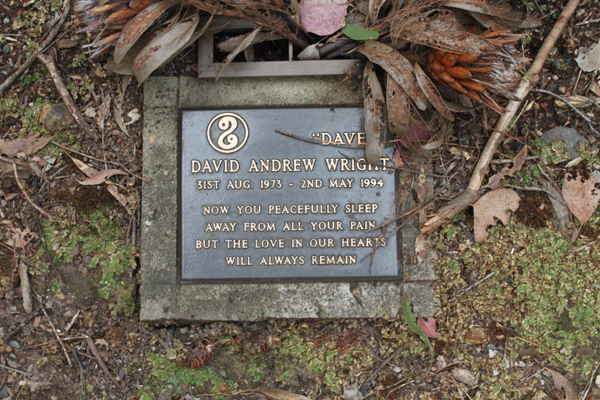 "DAVE
DAVID ANDREW WRIGHT
31ST AUG. 1973 - 2ND MAY 1994
NOW YOU PEACEFULLY SLEEP
AWAY FROM ALL YOUR PAIN
BUT THE LOVE IN OUR HEARTS
WILL ALWAYS REMAIN